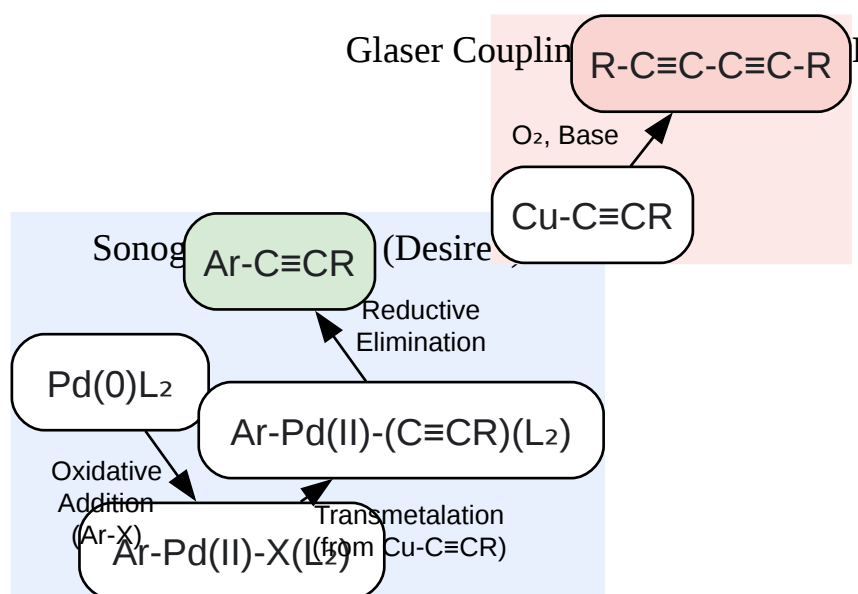 Glaser Couplin
R-C≡C-C≡C-R
O₂, Base
Cu-C≡CR
Sonog
(Desire
Ar-C≡CR
Reductive
Elimination
Pd(0)L₂
Ar-Pd(II)-(C≡CR)(L₂)
Oxidative
Addition
(Ar-X)
Transmetalation
(from Cu-C≡CR)
Ar-Pd(II)-X(L₂)